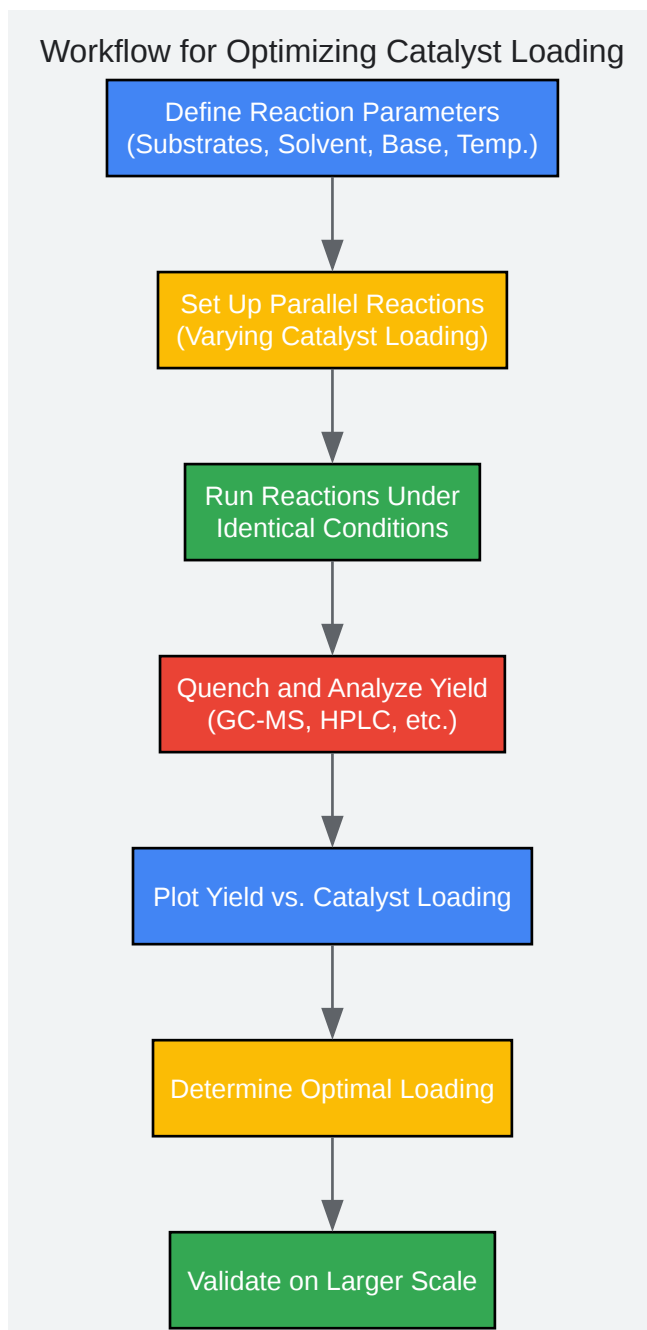 Workflow for Optimizing Catalyst Loading
Define Reaction Parameters
(Substrates, Solvent, Base, Temp.)
Set Up Parallel Reactions
(Varying Catalyst Loading)
Run Reactions Under
Identical Conditions
Quench and Analyze Yield
(GC-MS, HPLC, etc.)
Plot Yield vs. Catalyst Loading
Determine Optimal Loading
Validate on Larger Scale